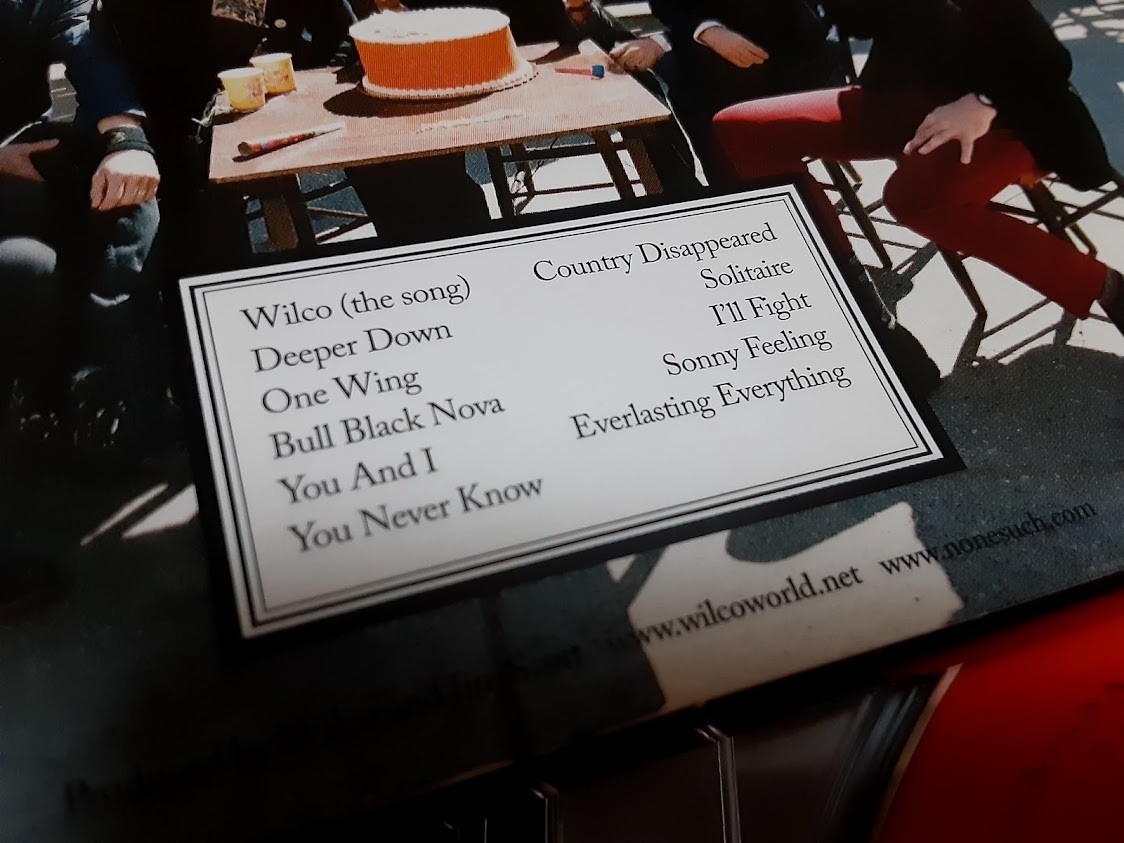 Wilco (the song)
Deeper Down
One Wing
Bull Black Nova
You And I
You Never Know
Country Disappeared
Solitaire
I'll Fight
Sonny Feeling
Everlasting Everything
www.wilcoworld.net www.nonesuch.com